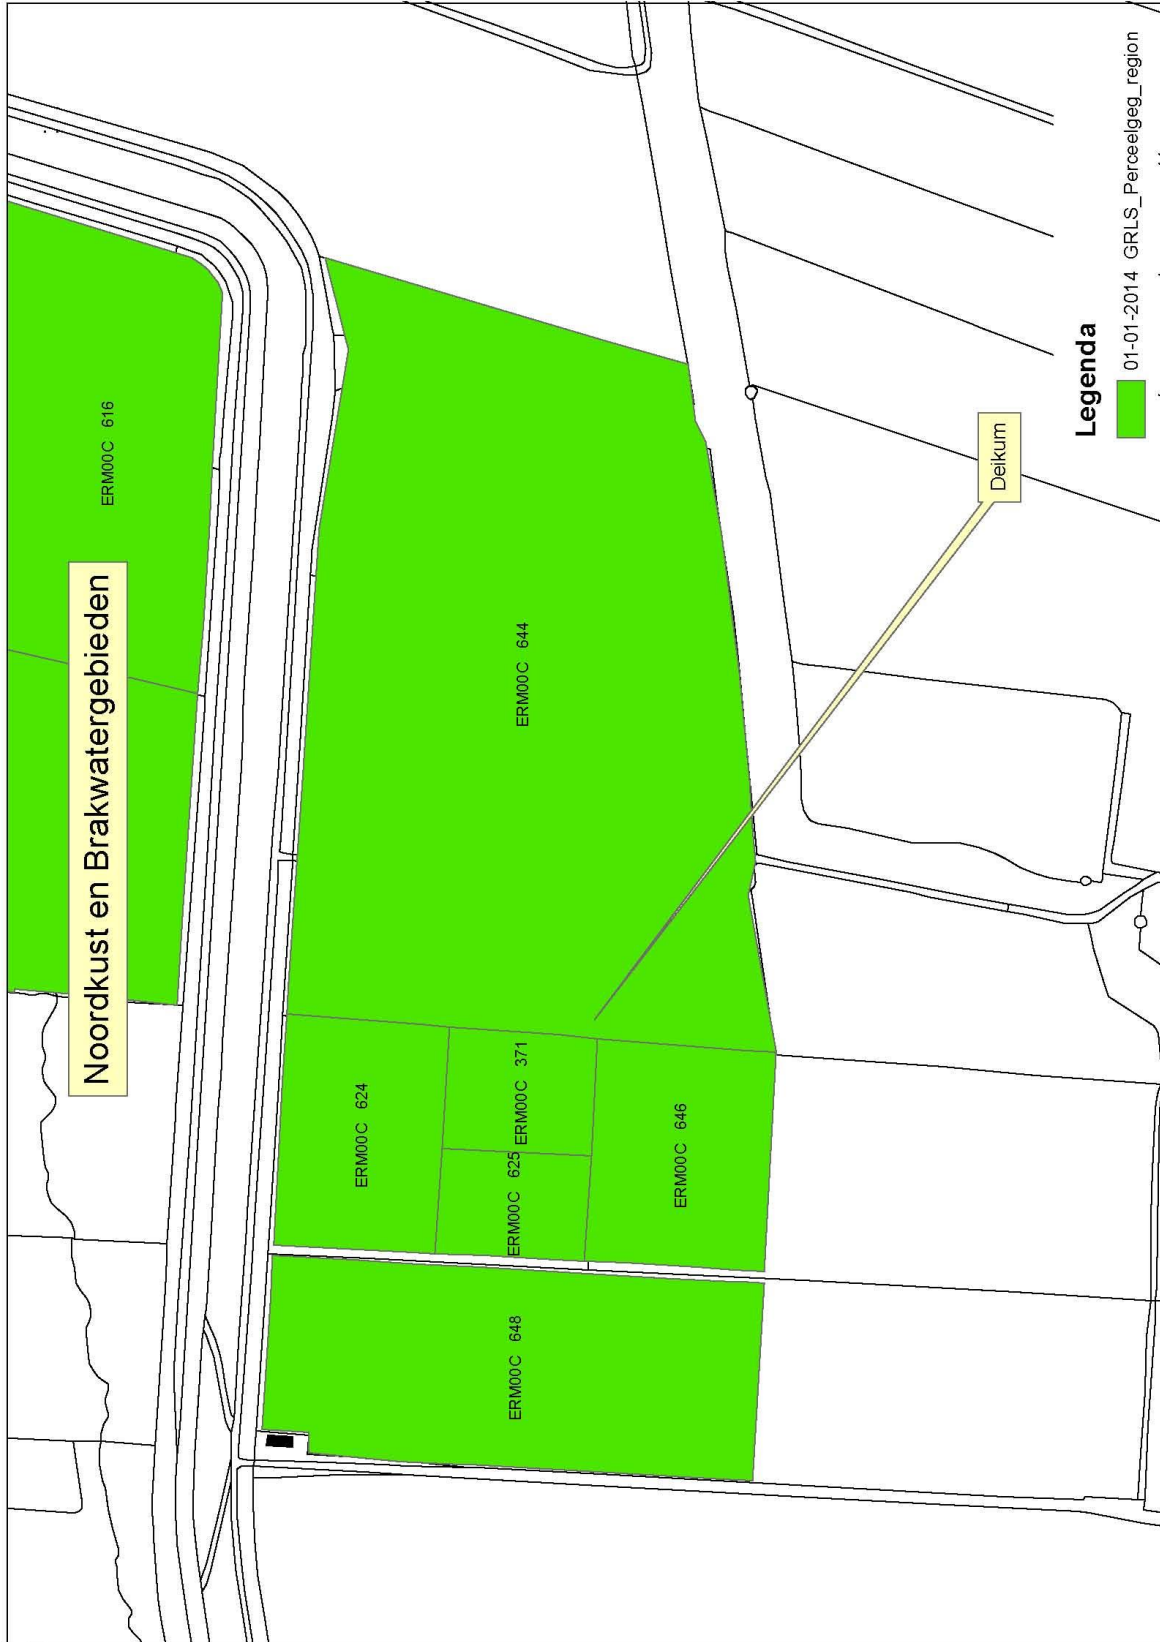 Noordkust en Brakwatergebieden
ERM00C 616
ERM00C 624
ERM00C 644
ERM00C 648
ERM00C 625
ERM00C 371
ERM00C 646
Deikum
Legenda
01-01-2014 GRLS_Perceelgeg_region